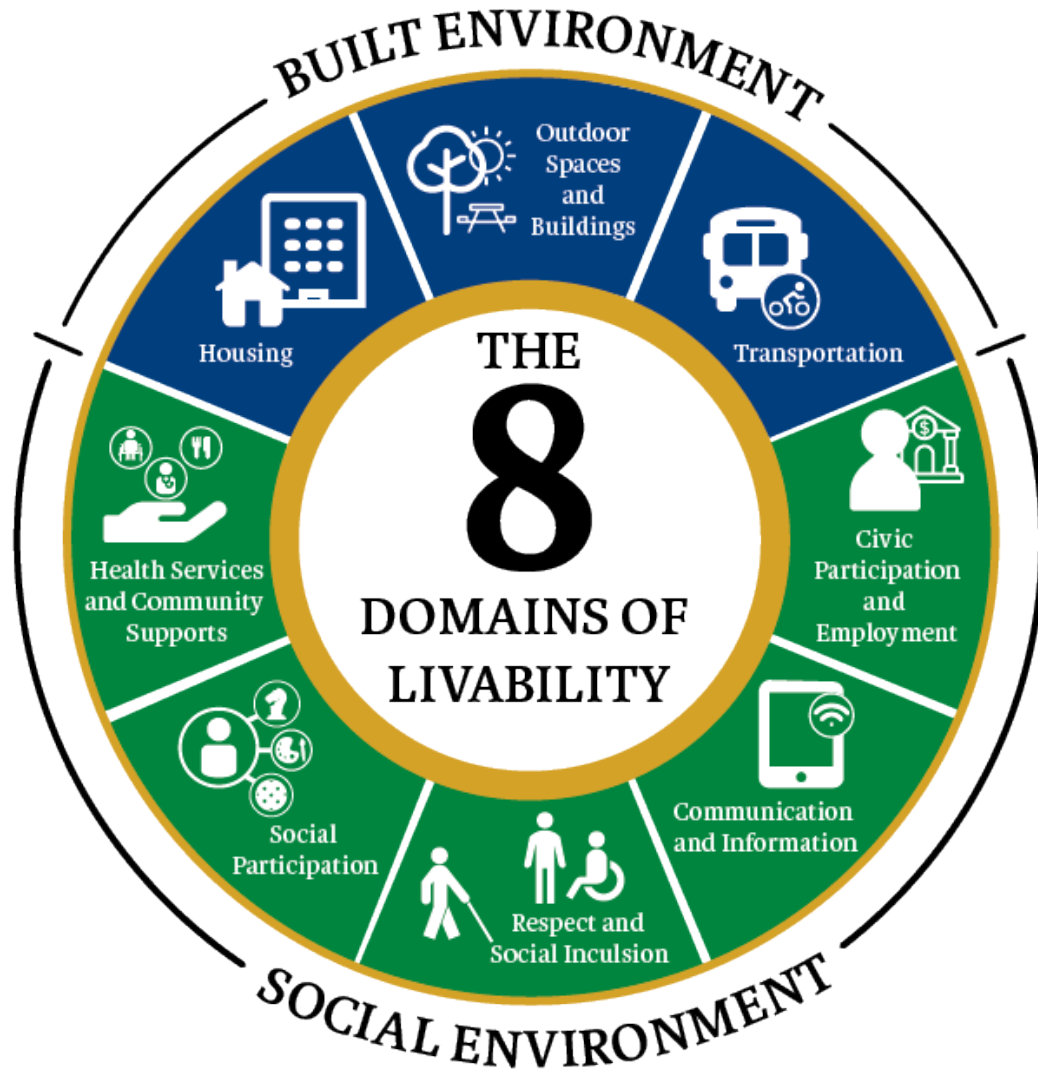 BUILT ENVIRONMENT
Outdoor
Spaces
and
Buildings
Housing
Transportation
THE
8
DOMAINS OF
LIVABILITY
$
Civic
Participation
and
Employment
Health Services
and Community
Supports
Communication
and Information
Social
Participation
Respect and
Social Inculsion
SOCIAL ENVIRONMENT